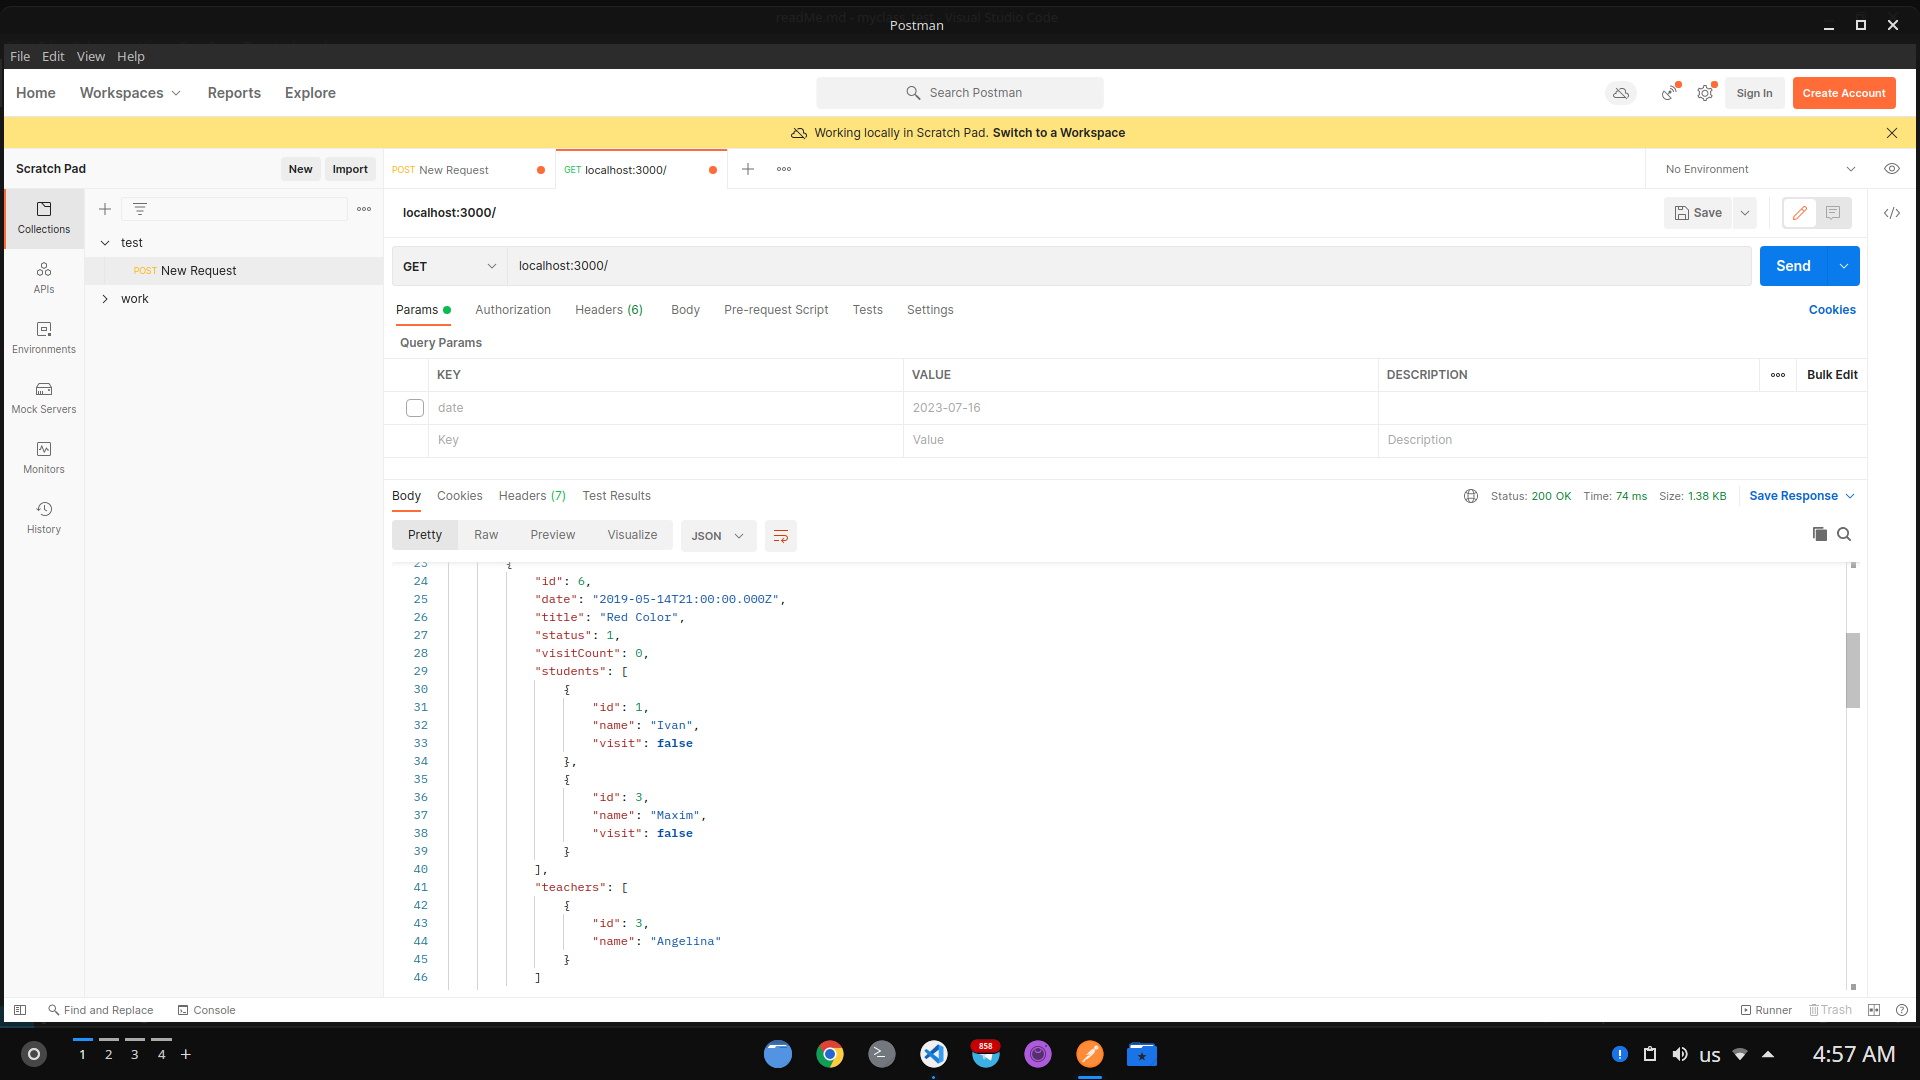 readMe.md - myclass_test - Visual Studio Code
Postman
File Edit View Help
Home Workspaces Reports Explore
Search Postman
Sign In
Create Account
Working locally in Scratch Pad. Switch to a Workspace
Scratch Pad
New
Import
POST New Request
GET localhost:3000/
No Environment
Collections
APIs
Environments
Mock Servers
Monitors
History
test
POST New Request
work
localhost:3000/
Save
GET
localhost:3000/
Send
Params Authorization Headers (6) Body Pre-request Script Tests Settings
Cookies
Query Params
KEY VALUE DESCRIPTION
Bulk Edit
date 2023-07-16
Key Value Description
Body Cookies Headers (7) Test Results
Status: 200 OK Time: 74 ms Size: 1.38 KB
Save Response
Pretty Raw Preview Visualize JSON
23 {
24 "id": 6,
25 "date": "2019-05-14T21:00:00.000Z",
26 "title": "Red Color",
27 "status": 1,
28 "visitCount": 0,
29 "students": [
30 {
31 "id": 1,
32 "name": "Ivan",
33 "visit": false
34 },
35 {
36 "id": 3,
37 "name": "Maxim",
38 "visit": false
39 }
40 ],
41 "teachers": [
42 {
43 "id": 3,
44 "name": "Angelina"
45 }
46 ]
Find and Replace Console
Runner Trash
1 2 3 4 +
858
us
4:57 AM